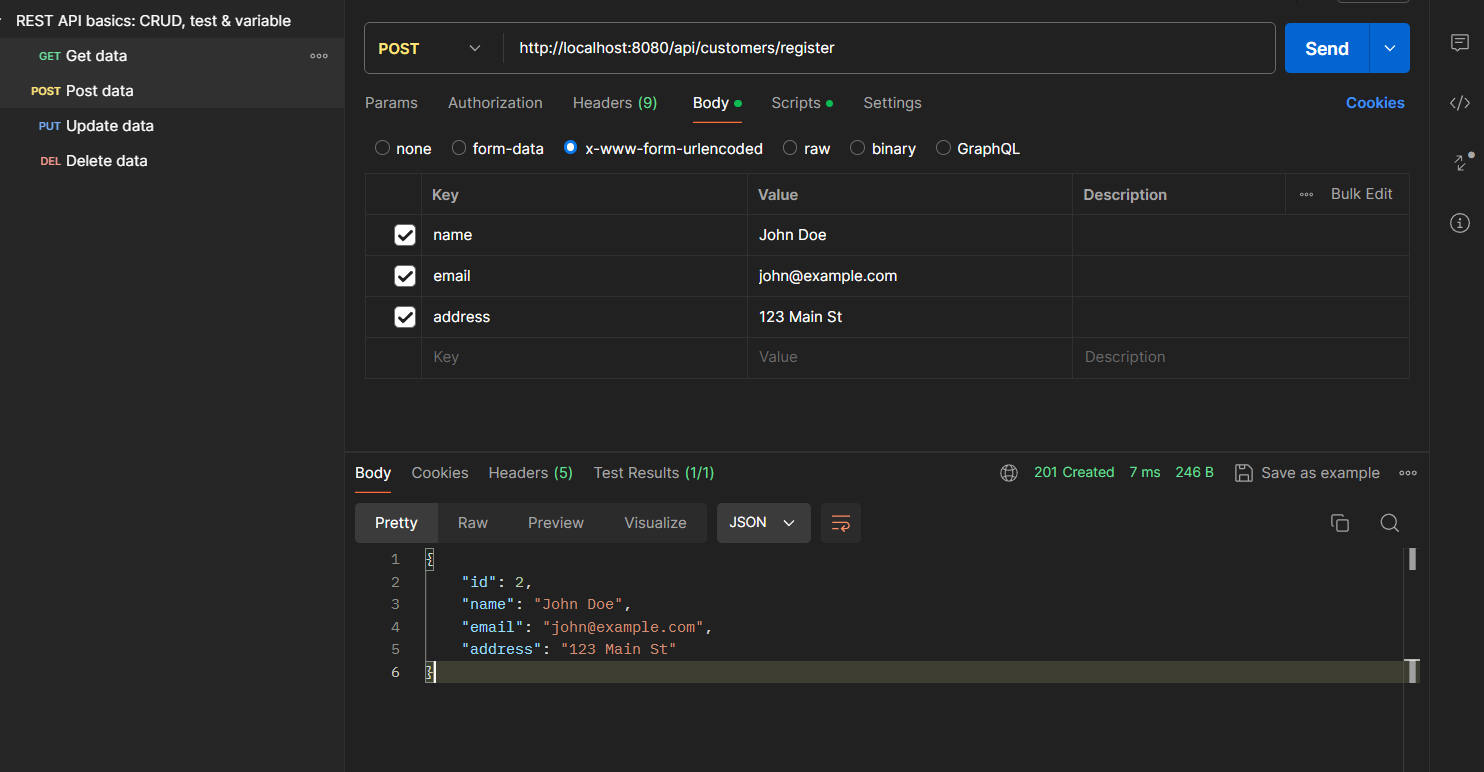 REST API basics: CRUD, test & variable
GET Get data
POST Post data
PUT Update data
DEL Delete data
POST http://localhost:8080/api/customers/register Send
Params Authorization Headers (9) Body Scripts Settings Cookies
none form-data x-www-form-urlencoded raw binary GraphQL
Key Value Description Bulk Edit
name John Doe
email john@example.com
address 123 Main St
Key Value Description
Body Cookies Headers (5) Test Results (1/1) 201 Created 7 ms 246 B Save as example
Pretty Raw Preview Visualize JSON
1 {
2 "id": 2,
3 "name": "John Doe",
4 "email": "john@example.com",
5 "address": "123 Main St"
6 }